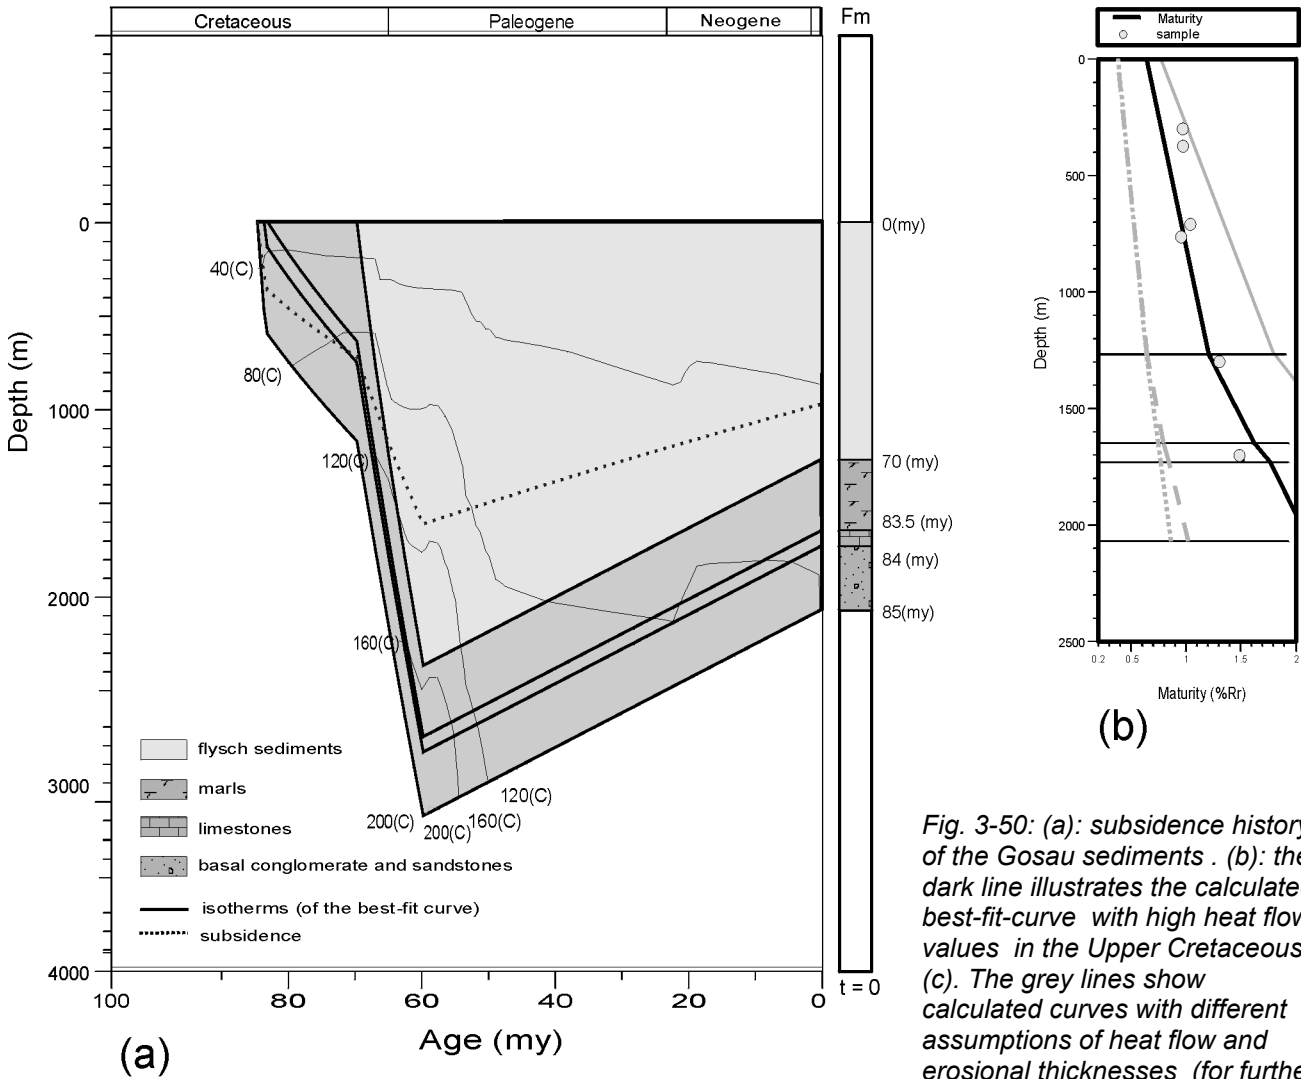 Cretaceous Paleogene Neogene Fm
Depth (m)
0
1000
2000
3000
4000
40(C)
80(C)
120(C)
160(C)
200(C)
200(C)
160(C)
120(C)
flysch sediments
marls
limestones
basal conglomerate and sandstones
isotherms (of the best-fit curve)
subsidence
100 80 60 40 20 0
Age (my)
(a)
0(my)
70 (my)
83.5 (my)
84 (my)
85(my)
t = 0
Maturity
sample
Depth (m)
0
500
1000
1500
2000
2500
0.2 0.5 1 1.5 2
Maturity (%Rr)
(b)
Fig. 3-50: (a): subsidence history
of the Gosau sediments . (b): the
dark line illustrates the calculate
best-fit-curve with high heat flow
values in the Upper Cretaceous
(c). The grey lines show
calculated curves with different
assumptions of heat flow and
erosional thicknesses (for furthe